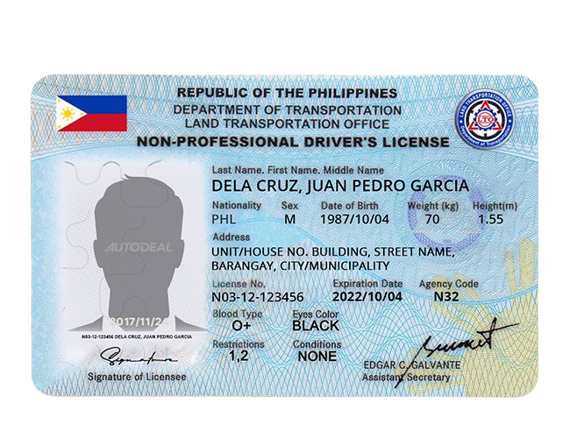 REPUBLIC OF THE PHILIPPINES
DEPARTMENT OF TRANSPORTATION
LAND TRANSPORTATION OFFICE
NON-PROFESSIONAL DRIVER'S LICENSE
LTO
Last Name. First Name. Middle Name
DELA CRUZ, JUAN PEDRO GARCIA
Nationality Sex Date of Birth Weight (kg) Height(m)
PHL M 1987/10/04 70 1.55
Address
UNIT/HOUSE NO. BUILDING, STREET NAME,
BARANGAY, CITY/MUNICIPALITY
License No. Expiration Date Agency Code
N03-12-123456 2022/10/04 N32
Blood Type Eyes Color
O+ BLACK
Restrictions Conditions
1,2 NONE
AUTODEAL
2017/11/2
N03-12-123456 DELA CRUZ, JUAN PEDRO GARCIA
Signature
Signature of Licensee
EDGAR C. GALVANTE
Assistant Secretary